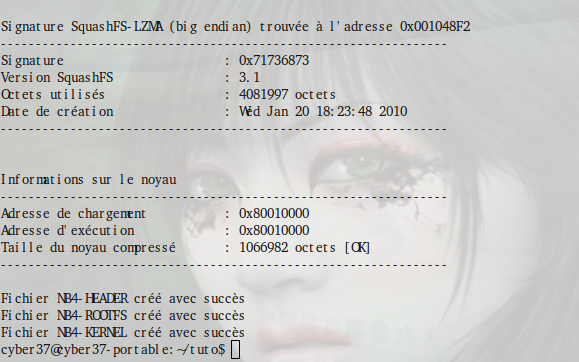 Signature SquashFS-LZMA (big endian) trouvée à l'adresse 0x001048F2
-----------------------------------------------------------
Signature : 0x71736873
Version SquashFS : 3.1
Octets utilisés : 4081997 octets
Date de création : Wed Jan 20 18:23:48 2010
-----------------------------------------------------------
Informations sur le noyau
-----------------------------------------------------------
Adresse de chargement : 0x80010000
Adresse d'exécution : 0x80010000
Taille du noyau compressé : 1066982 octets [OK]
-----------------------------------------------------------
Fichier NB4-HEADER créé avec succès
Fichier NB4-ROOTFS créé avec succès
Fichier NB4-KERNEL créé avec succès
cyber37@cyber37-portable:~/tuto$